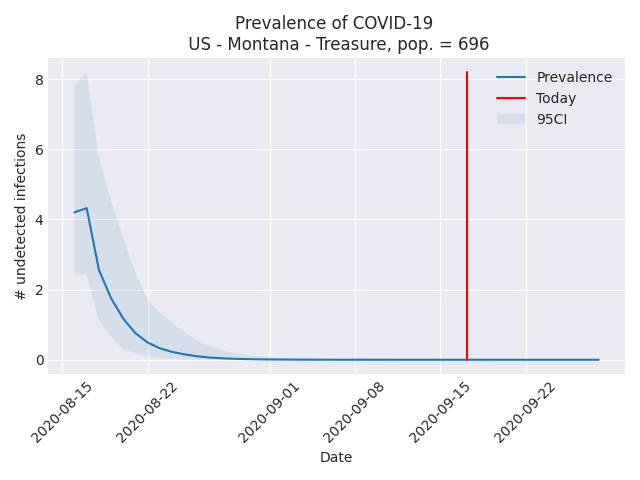 Prevalence of COVID-19
US - Montana - Treasure, pop. = 696
8
6
4
2
0
# undetected infections
Prevalence
Today
95CI
2020-08-15
2020-08-22
2020-09-01
2020-09-08
2020-09-15
2020-09-22
Date